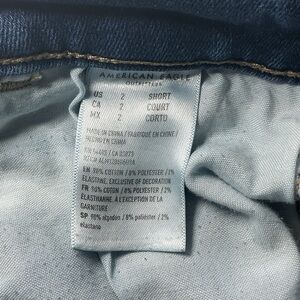 AMERICAN EAGLE
OUTFITTERS
US 2 SHORT
CA 2 COURT
MX 2 CORTO
MADE IN CHINA / FABRIQUÉ EN CHINE /
HECHO EN CHINA
EN 90% COTTON / 8% POLYESTER / 2%
ELASTANE, EXCLUSIVE OF DECORATION
FR COTON / 8% POLYESTER / 2%
ÉLASTHANNE, À L'EXCEPTION DE LA
GARNITURE
SP 90% algodón / 8% poliéster / 2%
elastano